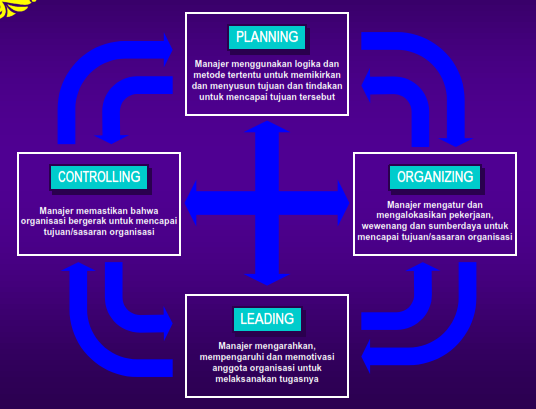 PLANNING
Manajer menggunakan logika dan
metode tertentu untuk memikirkan
dan menyusun tujuan dan tindakan
untuk mencapai tujuan tersebut
CONTROLLING
Manajer memastikan bahwa
organisasi bergerak untuk mencapai
tujuan/sasaran organisasi
ORGANIZING
Manajer mengatur dan
mengalokasikan pekerjaan,
wewenang dan sumberdaya untuk
mencapai tujuan/sasaran organisasi
LEADING
Manajer mengarahkan,
mempengaruhi dan memotivasi
anggota organisasi untuk
melaksanakan tugasnya